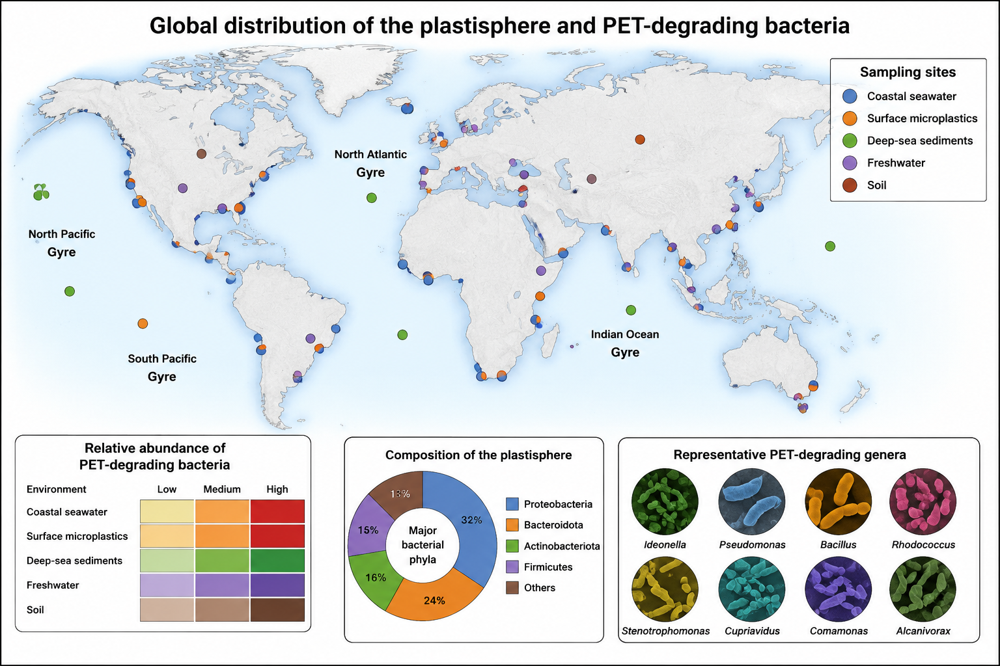 Global distribution of the plastisphere and PET-degrading bacteria
Sampling sites
Coastal seawater
Surface microplastics
Deep-sea sediments
Freshwater
Soil
North Atlantic
Gyre
North Pacific
Gyre
South Pacific
Gyre
Indian Ocean
Gyre
Relative abundance of
PET-degrading bacteria
Environment Low Medium High
Coastal seawater
Surface microplastics
Deep-sea sediments
Freshwater
Soil
Composition of the plastisphere
13%
32%
15%
16%
24%
Major
bacterial
phyla
Proteobacteria
Bacteroidota
Actinobacteriota
Firmicutes
Others
Representative PET-degrading genera
Ideonella Pseudomonas Bacillus Rhodococcus
Stenotrophomonas Cupriavidus Comamonas Alcanivorax